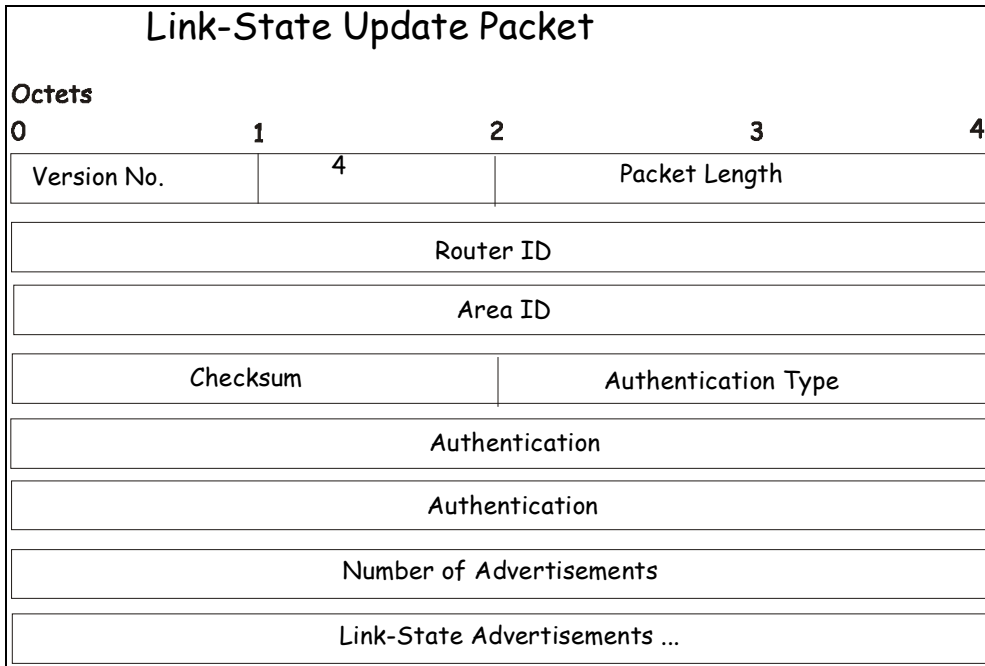 Link-State Update Packet
Octets
0 1 2 3 4
Version No. 4 Packet Length
Router ID
Area ID
Checksum Authentication Type
Authentication
Authentication
Number of Advertisements
Link-State Advertisements ...